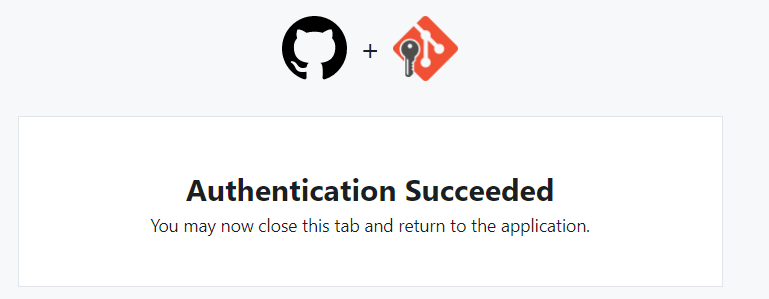 +
Authentication Succeeded
You may now close this tab and return to the application.